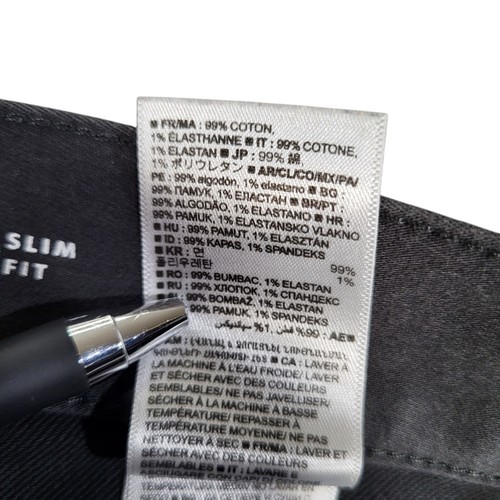 SLIM
FIT
■ FR/MA : 99% COTON,
1% ÉLASTHANNE ■ IT : 99% COTONE,
1% ELASTAN ■ JP : 99% 綿,
1% ポリウレタン ■ AR/CL/CO/MX/PA/
PE : 99% algodón, 1% elastano ■ BG :
99% ПАМУК, 1% ЕЛАСТАН ■ BR/PT :
99% ALGODÃO, 1% ELASTANO ■ HR :
99% PAMUK, 1% ELASTANSKO VLAKNO
■ HU : 99% PAMUT, 1% ELASZTÁN
■ ID : 99% KAPAS, 1% SPANDEKS
■ KR : 면 99%
폴리우레탄 1%
■ RO : 99% BUMBAC, 1% ELASTAN
■ RU : 99% ХЛОПОК, 1% СПАНДЕКС
99% BOMBAŽ, 1% ELASTAN
99% PAMUK, 1% SPANDEKS
■ AE : 99% قطن, 1% سباندكس
■ CA : LAVER À
LA MACHINE À L'EAU FROIDE/ LAVER
ET SÉCHER AVEC DES COULEURS
SEMBLABLES/ NE PAS JAVELLISER/
SÉCHER À LA MACHINE À BASSE
TEMPÉRATURE/ REPASSER À
TEMPÉRATURE MOYENNE/ NE PAS
NETTOYER À SEC ■ FR/MA : LAVER
ET SÉCHER AVEC DES COULEURS
SEMBLABLES ■ IT : LAVARE E